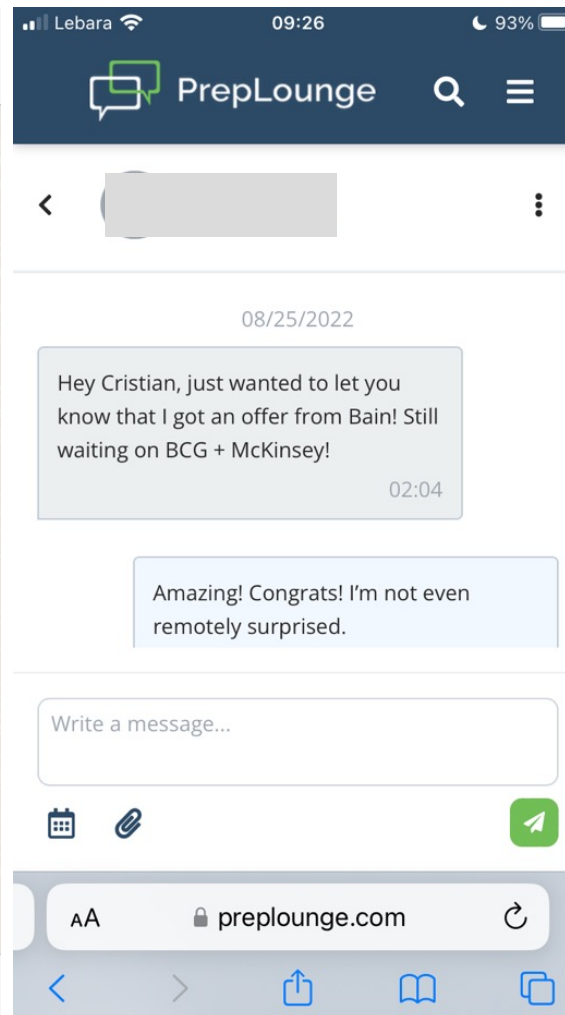 Lebara 09:26 93%
PrepLounge
08/25/2022
Hey Cristian, just wanted to let you
know that I got an offer from Bain! Still
waiting on BCG + McKinsey!
02:04
Amazing! Congrats! I’m not even
remotely surprised.
Write a message...
AA preplounge.com